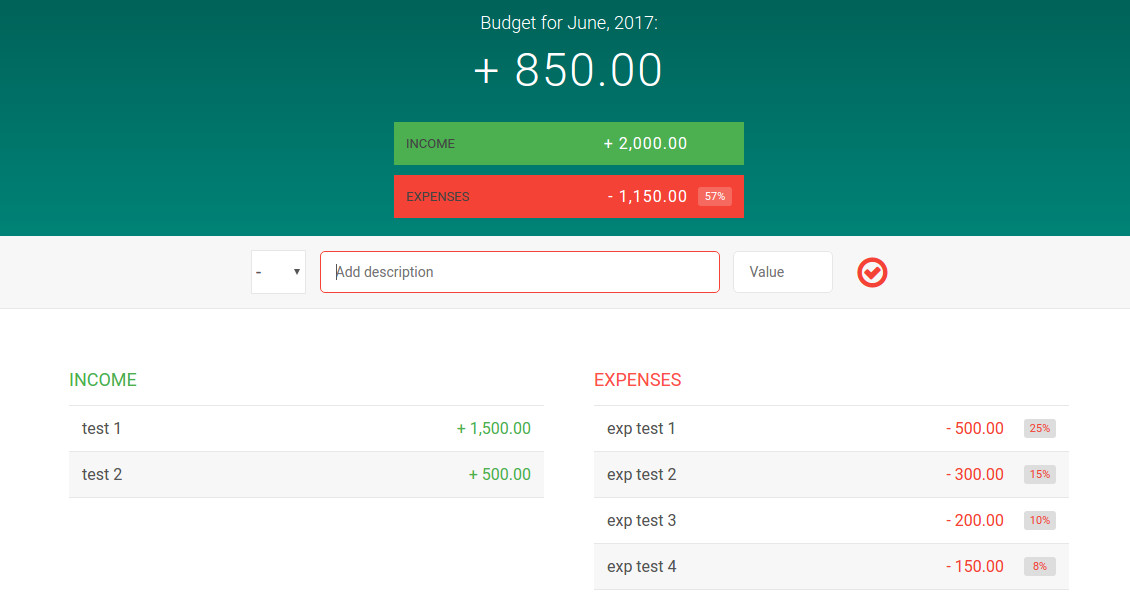 Budget for June, 2017:
+ 850.00
INCOME + 2,000.00
EXPENSES - 1,150.00 57%
- ▼ Add description Value
INCOME
test 1 + 1,500.00
test 2 + 500.00
EXPENSES
exp test 1 - 500.00 25%
exp test 2 - 300.00 15%
exp test 3 - 200.00 10%
exp test 4 - 150.00 8%